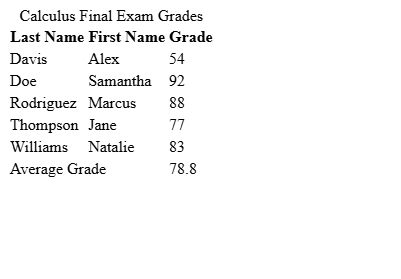 Calculus Final Exam Grades
Last Name First Name Grade
Davis Alex 54
Doe Samantha 92
Rodriguez Marcus 88
Thompson Jane 77
Williams Natalie 83
Average Grade 78.8